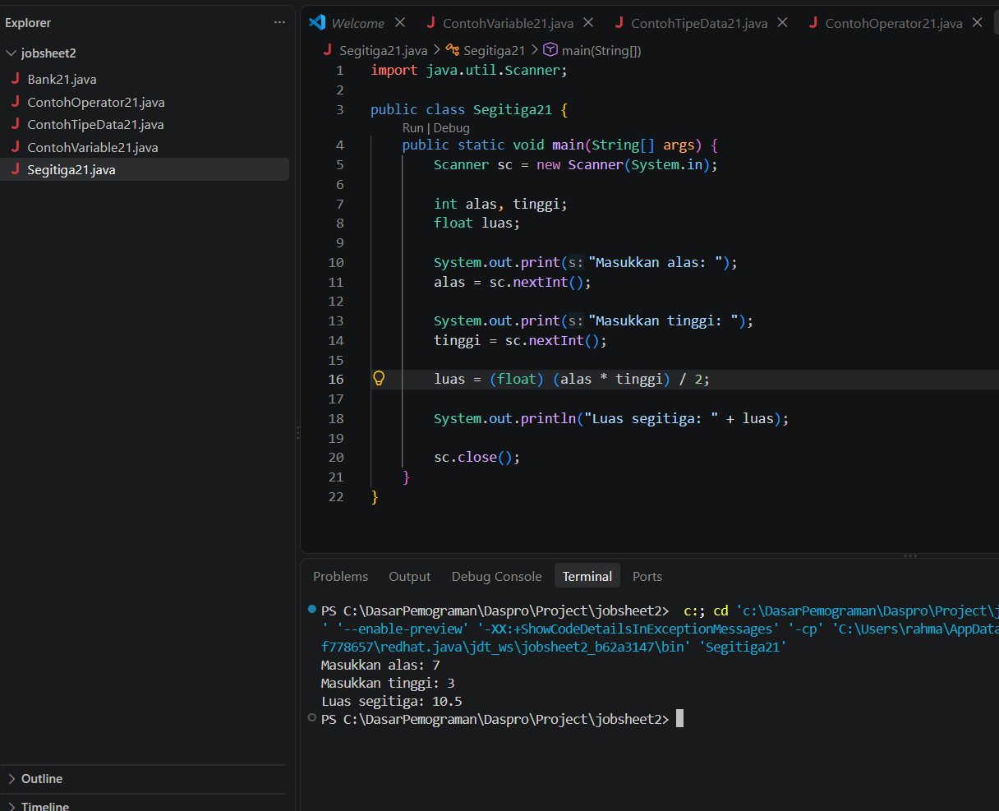 Explorer
jobsheet2
Bank21.java
ContohOperator21.java
ContohTipeData21.java
ContohVariable21.java
Segitiga21.java
Outline
Timeline
Welcome ContohVariable21.java ContohTipeData21.java ContohOperator21.java
Segitiga21.java > Segitiga21 > main(String[])
1 import java.util.Scanner;
2
3 public class Segitiga21 {
Run | Debug
4 public static void main(String[] args) {
5 Scanner sc = new Scanner(System.in);
6
7 int alas, tinggi;
8 float luas;
9
10 System.out.print(s: "Masukkan alas: ");
11 alas = sc.nextInt();
12
13 System.out.print(s: "Masukkan tinggi: ");
14 tinggi = sc.nextInt();
15
16 luas = (float) (alas * tinggi) / 2;
17
18 System.out.println("Luas segitiga: " + luas);
19
20 sc.close();
21 }
22 }
Problems Output Debug Console Terminal Ports
PS C:\DasarPemograman\Daspro\Project\jobsheet2> c:; cd 'c:\DasarPemograman\Daspro\Project\j
' '--enable-preview' '-XX:+ShowCodeDetailsInExceptionMessages' '-cp' 'C:\Users\rahma\AppData
f778657\redhat.java\jdt_ws\jobsheet2_b62a3147\bin' 'Segitiga21'
Masukkan alas: 7
Masukkan tinggi: 3
Luas segitiga: 10.5
PS C:\DasarPemograman\Daspro\Project\jobsheet2>